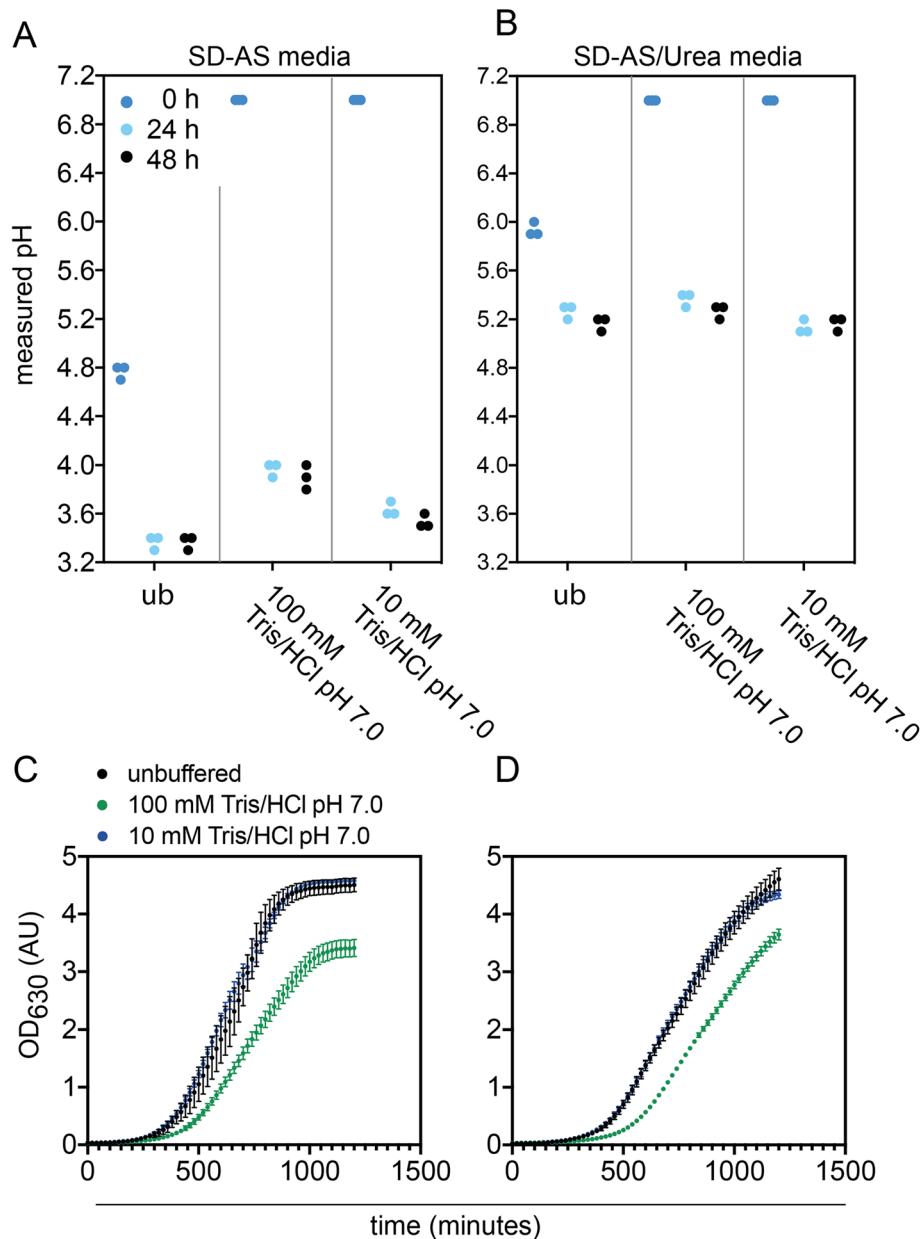 A
B
SD-AS media
SD-AS/Urea media
7.2
6.8
6.4
6.0
5.6
5.2
4.8
4.4
4.0
3.6
3.2
measured pH
0 h
24 h
48 h
ub
100 mM
Tris/HCl pH 7.0
10 mM
Tris/HCl pH 7.0
7.2
6.8
6.4
6.0
5.6
5.2
4.8
4.4
4.0
3.6
3.2
ub
100 mM
Tris/HCl pH 7.0
10 mM
Tris/HCl pH 7.0
C
unbuffered
100 mM Tris/HCl pH 7.0
10 mM Tris/HCl pH 7.0
D
5
4
3
2
1
0
OD630 (AU)
0
500
1000
1500
5
4
3
2
1
0
0
500
1000
1500
time (minutes)